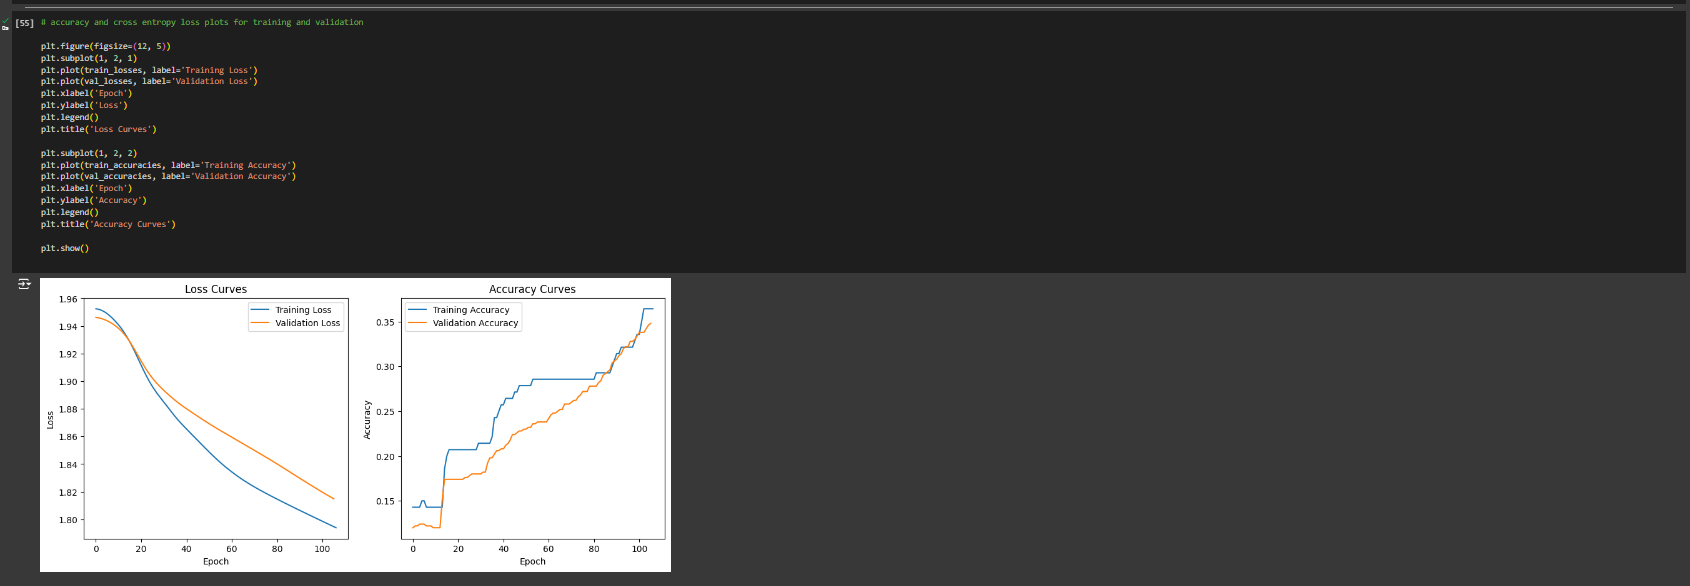 [55] # accuracy and cross entropy loss plots for training and validation
plt.figure(figsize=(12, 5))
plt.subplot(1, 2, 1)
plt.plot(train_losses, label='Training Loss')
plt.plot(val_losses, label='Validation Loss')
plt.xlabel('Epoch')
plt.ylabel('Loss')
plt.legend()
plt.title('Loss Curves')
plt.subplot(1, 2, 2)
plt.plot(train_accuracies, label='Training Accuracy')
plt.plot(val_accuracies, label='Validation Accuracy')
plt.xlabel('Epoch')
plt.ylabel('Accuracy')
plt.legend()
plt.title('Accuracy Curves')
plt.show()
Loss Curves
Training Loss
Validation Loss
1.96
1.94
1.92
1.90
1.88
1.86
1.84
1.82
1.80
Loss
0 20 40 60 80 100
Epoch
Accuracy Curves
Training Accuracy
Validation Accuracy
0.35
0.30
0.25
0.20
0.15
Accuracy
0 20 40 60 80 100
Epoch